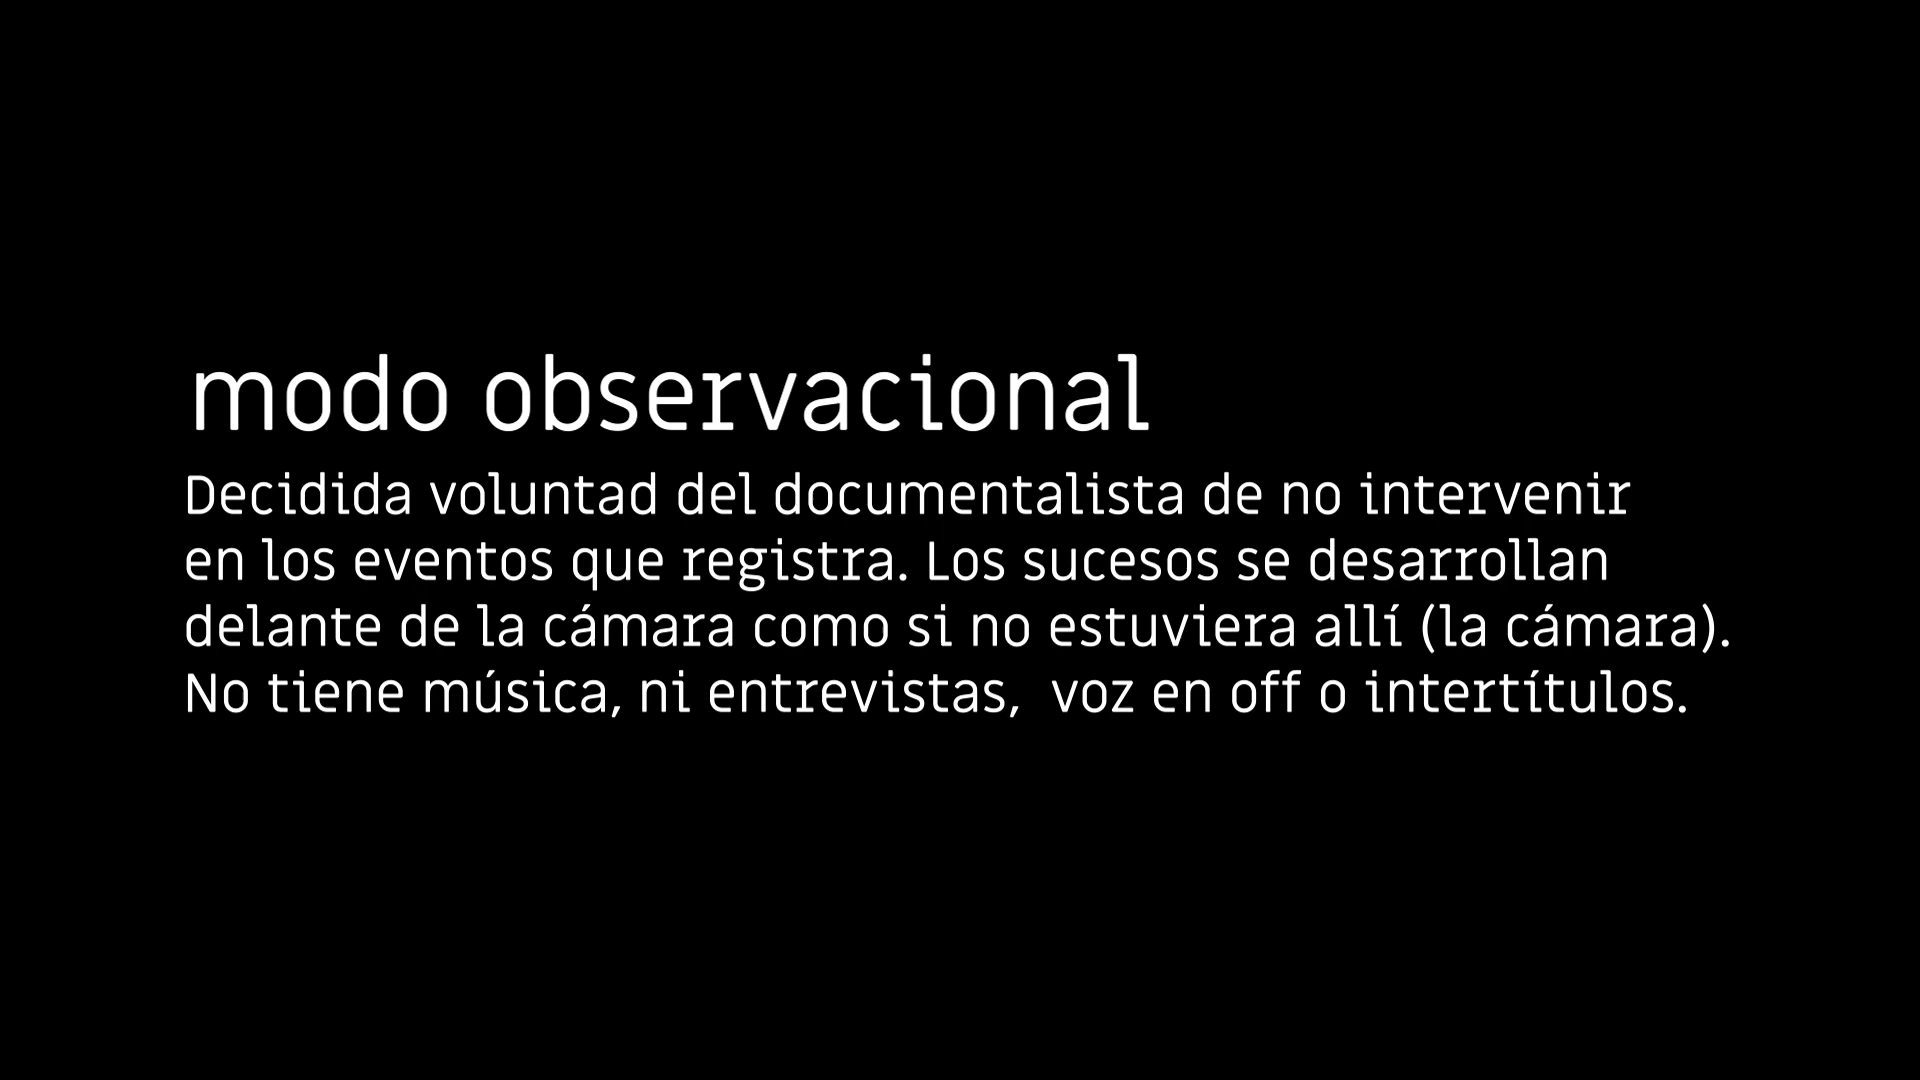 modo observacional
Decidida voluntad del documentalista de no intervenir
en los eventos que registra. Los sucesos se desarrollan
delante de la cámara como si no estuviera allí (la cámara).
No tiene música, ni entrevistas,  voz en off o intertítulos.